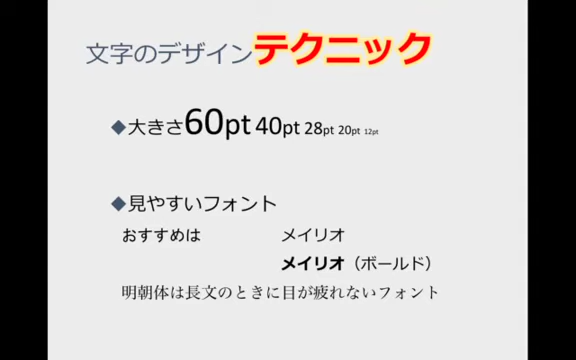 文字のデザインテクニック
◆大きさ60pt 40pt 28pt 20pt 12pt
◆見やすいフォント
おすすめは メイリオ
メイリオ（ボールド）
明朝体は長文のときに目が疲れないフォント